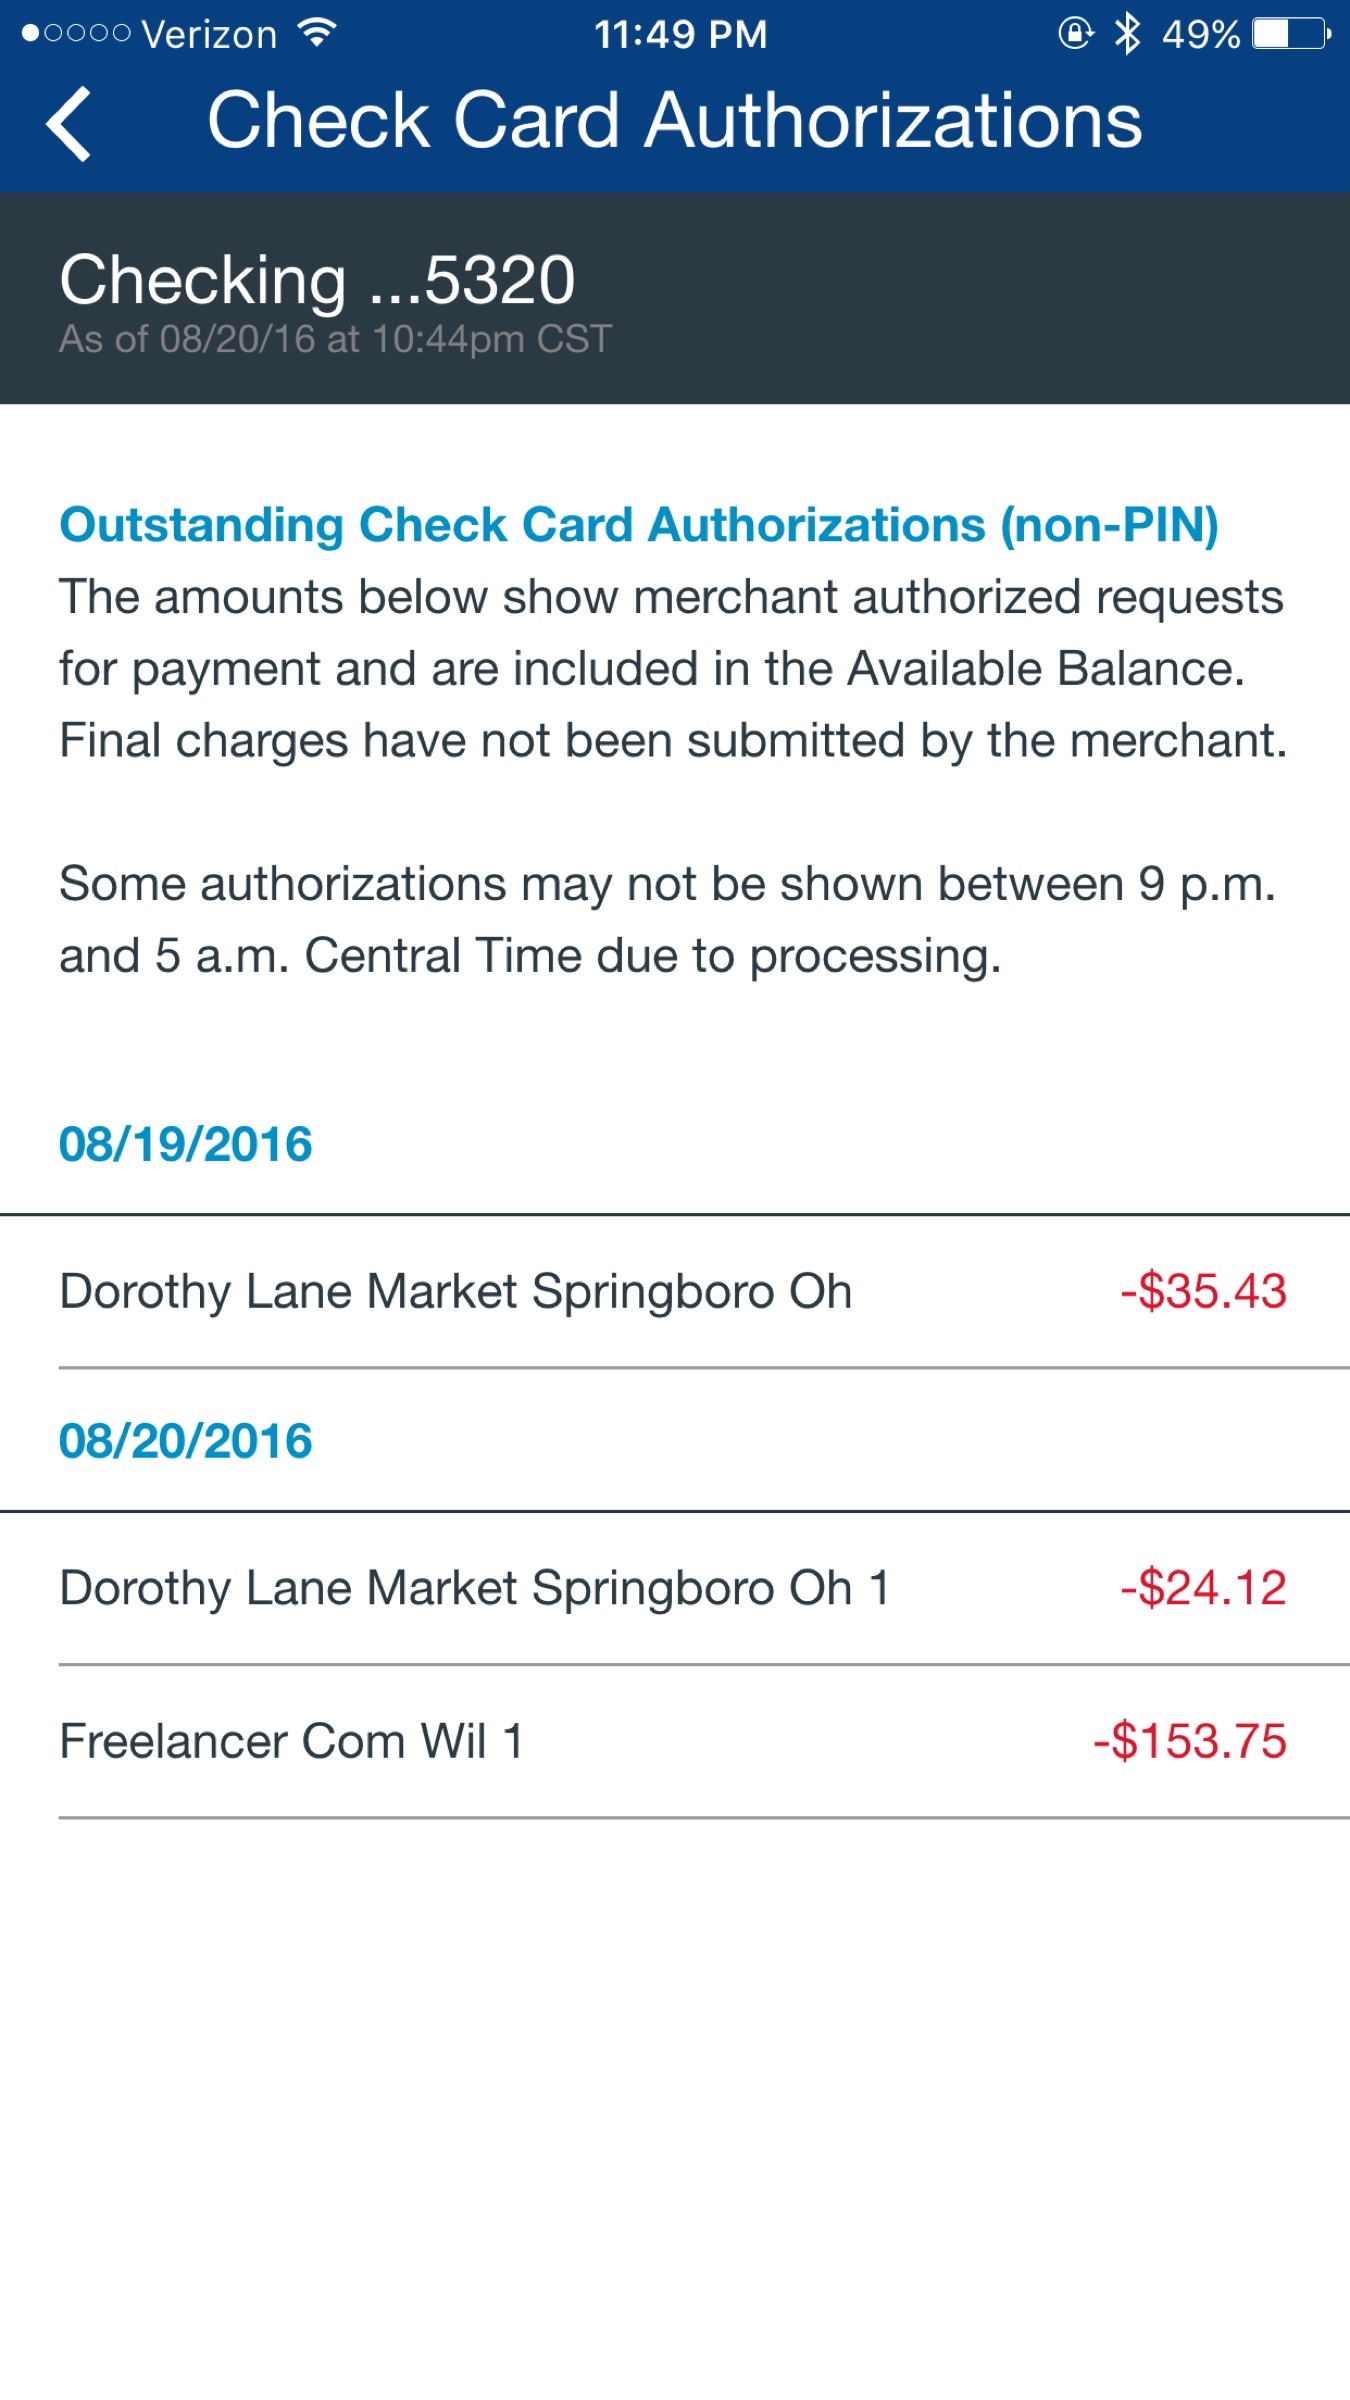 Verizon 11:49 PM 49%
Check Card Authorizations
Checking ...5320
As of 08/20/16 at 10:44pm CST
Outstanding Check Card Authorizations (non-PIN)
The amounts below show merchant authorized requests
for payment and are included in the Available Balance.
Final charges have not been submitted by the merchant.
Some authorizations may not be shown between 9 p.m.
and 5 a.m. Central Time due to processing.
08/19/2016
Dorothy Lane Market Springboro Oh -$35.43
08/20/2016
Dorothy Lane Market Springboro Oh 1 -$24.12
Freelancer Com Wil 1 -$153.75